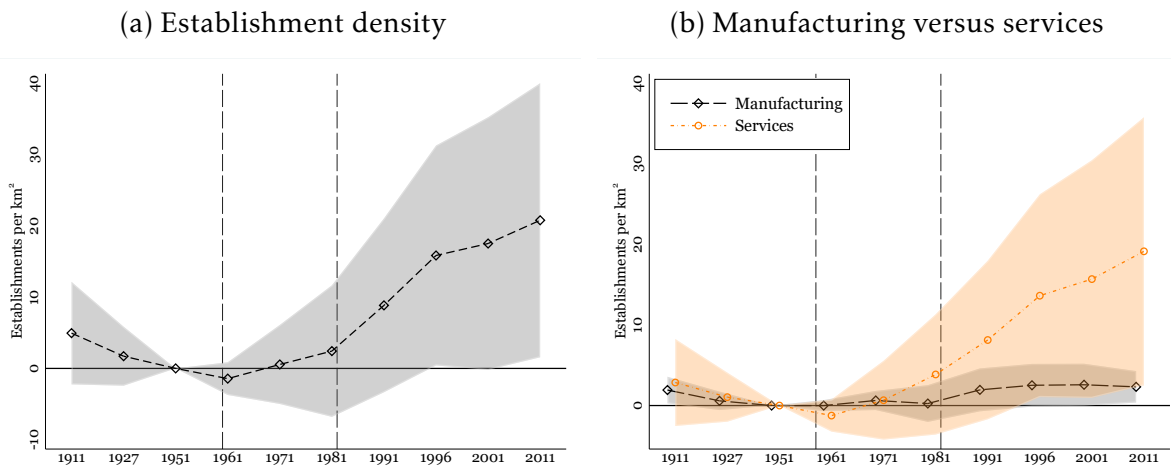 (a) Establishment density
Establishments per km²
40
30
20
10
0
-10
1911 1927 1951 1961 1971 1981 1991 1996 2001 2011
(b) Manufacturing versus services
Establishments per km²
40
30
20
10
0
Manufacturing
Services
1911 1927 1951 1961 1971 1981 1991 1996 2001 2011